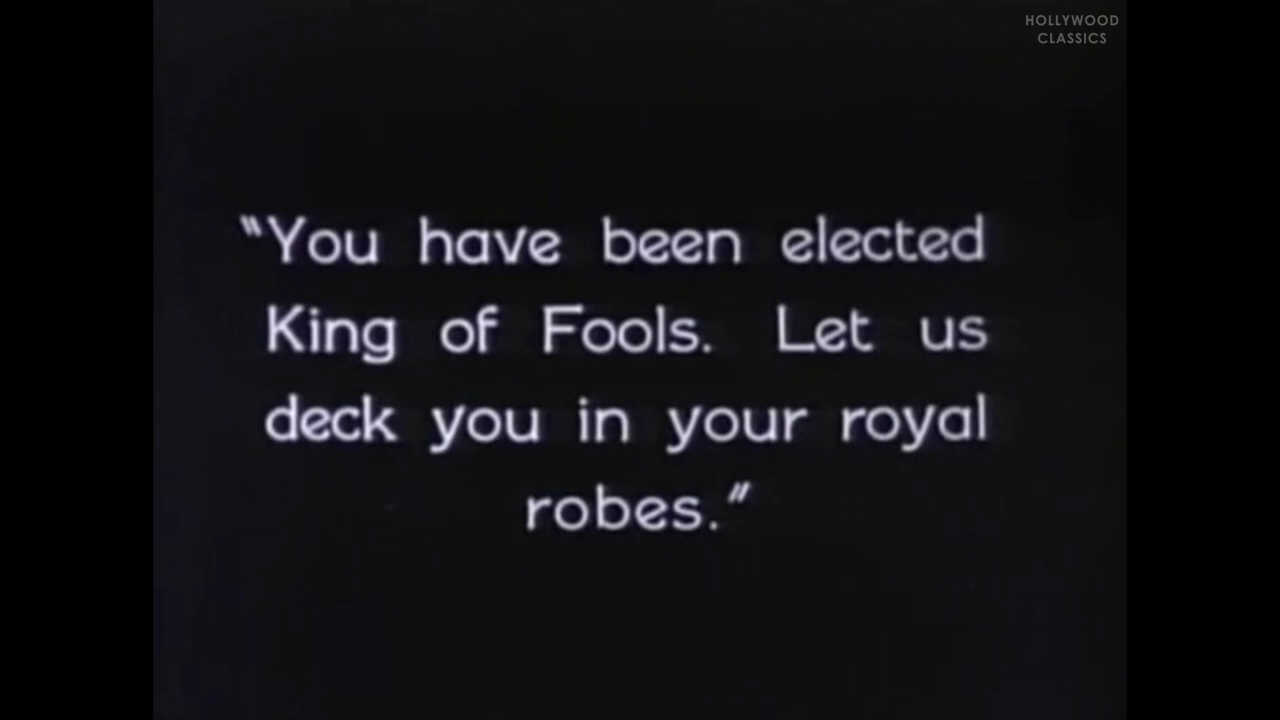 HOLLYWOOD
CLASSICS
"You have been elected
King of Fools. Let us
deck you in your royal
robes."